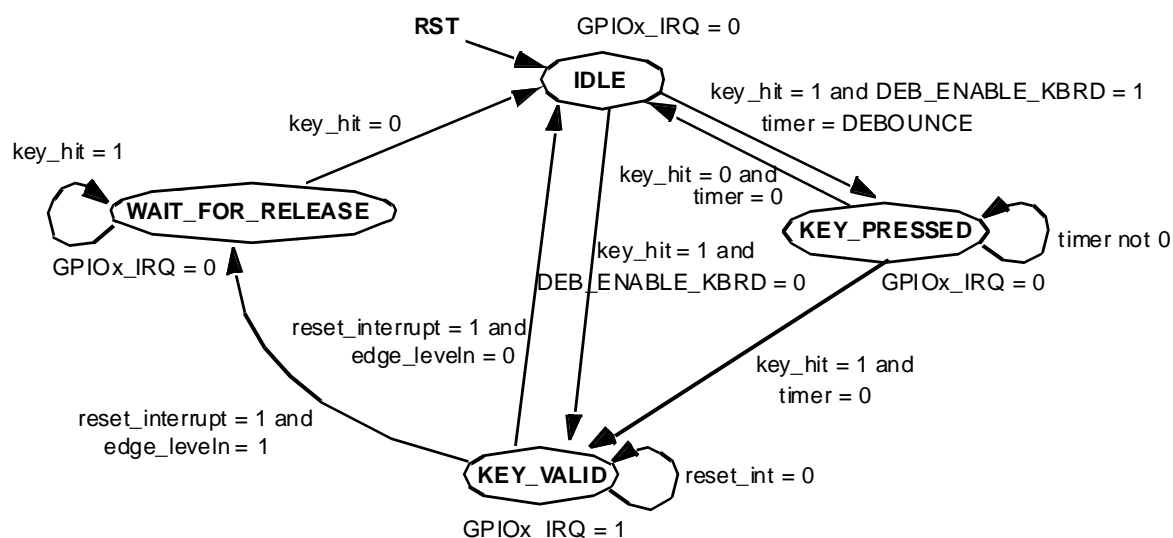 RST
GPIOx_IRQ = 0
IDLE
key_hit = 1 and DEB_ENABLE_KBRD = 1
timer = DEBOUNCE
key_hit = 0
key_hit = 1
key_hit = 0 and
timer = 0
WAIT_FOR_RELEASE
KEY_PRESSED
timer not 0
GPIOx_IRQ = 0
key_hit = 1 and
DEB_ENABLE_KBRD = 0
GPIOx_IRQ = 0
reset_interrupt = 1 and
edge_leveln = 0
key_hit = 1 and
timer = 0
reset_interrupt = 1 and
edge_leveln = 1
KEY_VALID
reset_int = 0
GPIOx IRQ = 1